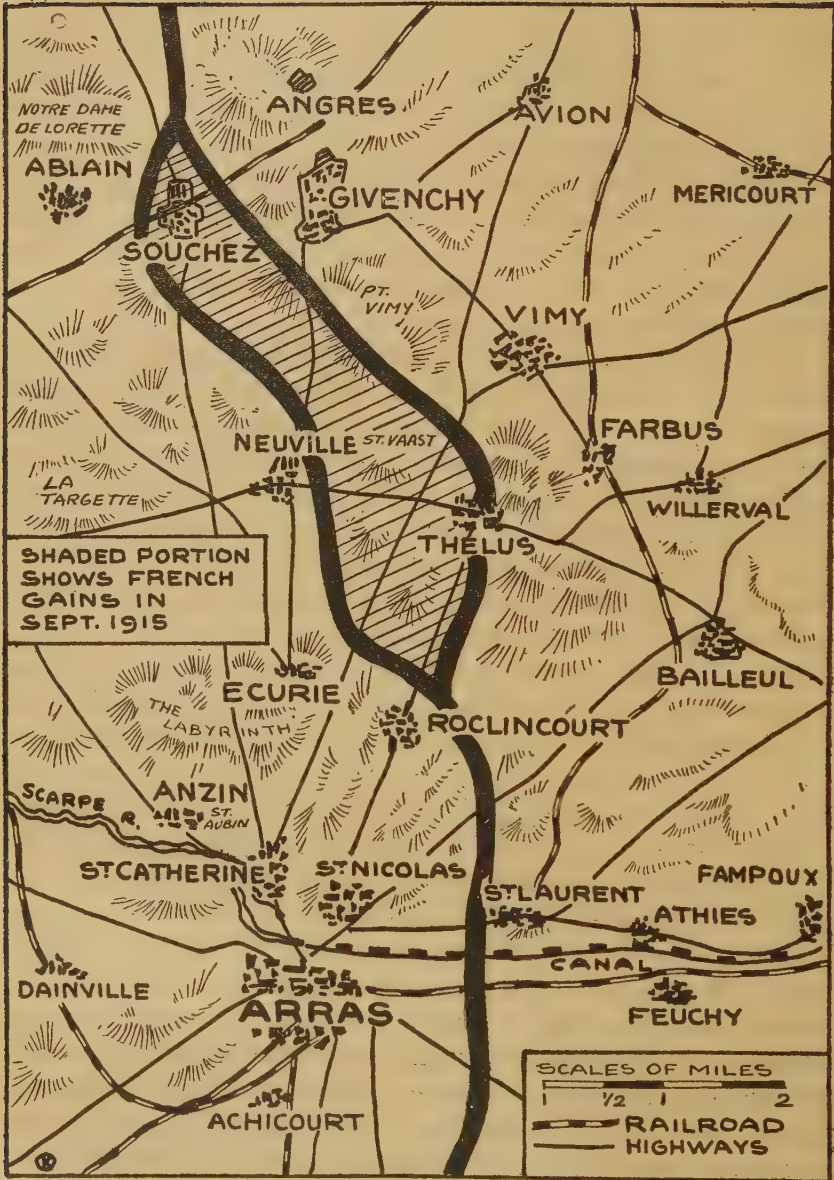 NOTRE DAME
DE LORETTE
ANGRES
AVION
ABLAIN
MERICOURT
GIVENCHY
SOUCHEZ
PT.
VIMY
VIMY
NEUVILLE ST. VAAST
FARBUS
LA
TARGETTE
WILLERVAL
THELUS
SHADED PORTION
SHOWS FRENCH
GAINS IN
SEPT. 1915
BAILLEUL
ECURIE
THE
LABYRINTH
ROCLINCOURT
SCARPE R.
ANZIN
ST.
AUBIN
ST CATHERINE
ST NICOLAS
FAMPOUX
ST LAURENT
ATHIES
CANAL
DAINVILLE
ARRAS
FEUCHY
ACHICOURT
SCALES OF MILES
1 1/2 1 2
RAILROAD
HIGHWAYS